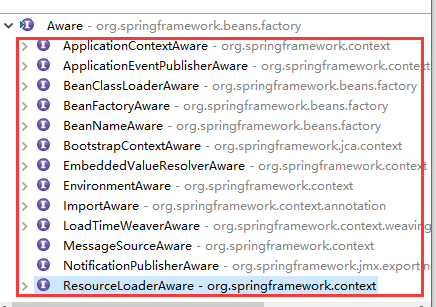 Aware - org.springframework.beans.factory
ApplicationContextAware - org.springframework.context
ApplicationEventPublisherAware - org.springframework.context
BeanClassLoaderAware - org.springframework.beans.factory
BeanFactoryAware - org.springframework.beans.factory
BeanNameAware - org.springframework.beans.factory
BootstrapContextAware - org.springframework.jca.context
EmbeddedValueResolverAware - org.springframework.context
EnvironmentAware - org.springframework.context
ImportAware - org.springframework.context.annotation
LoadTimeWeaverAware - org.springframework.context.weaving
MessageSourceAware - org.springframework.context
NotificationPublisherAware - org.springframework.jmx.export
ResourceLoaderAware - org.springframework.context